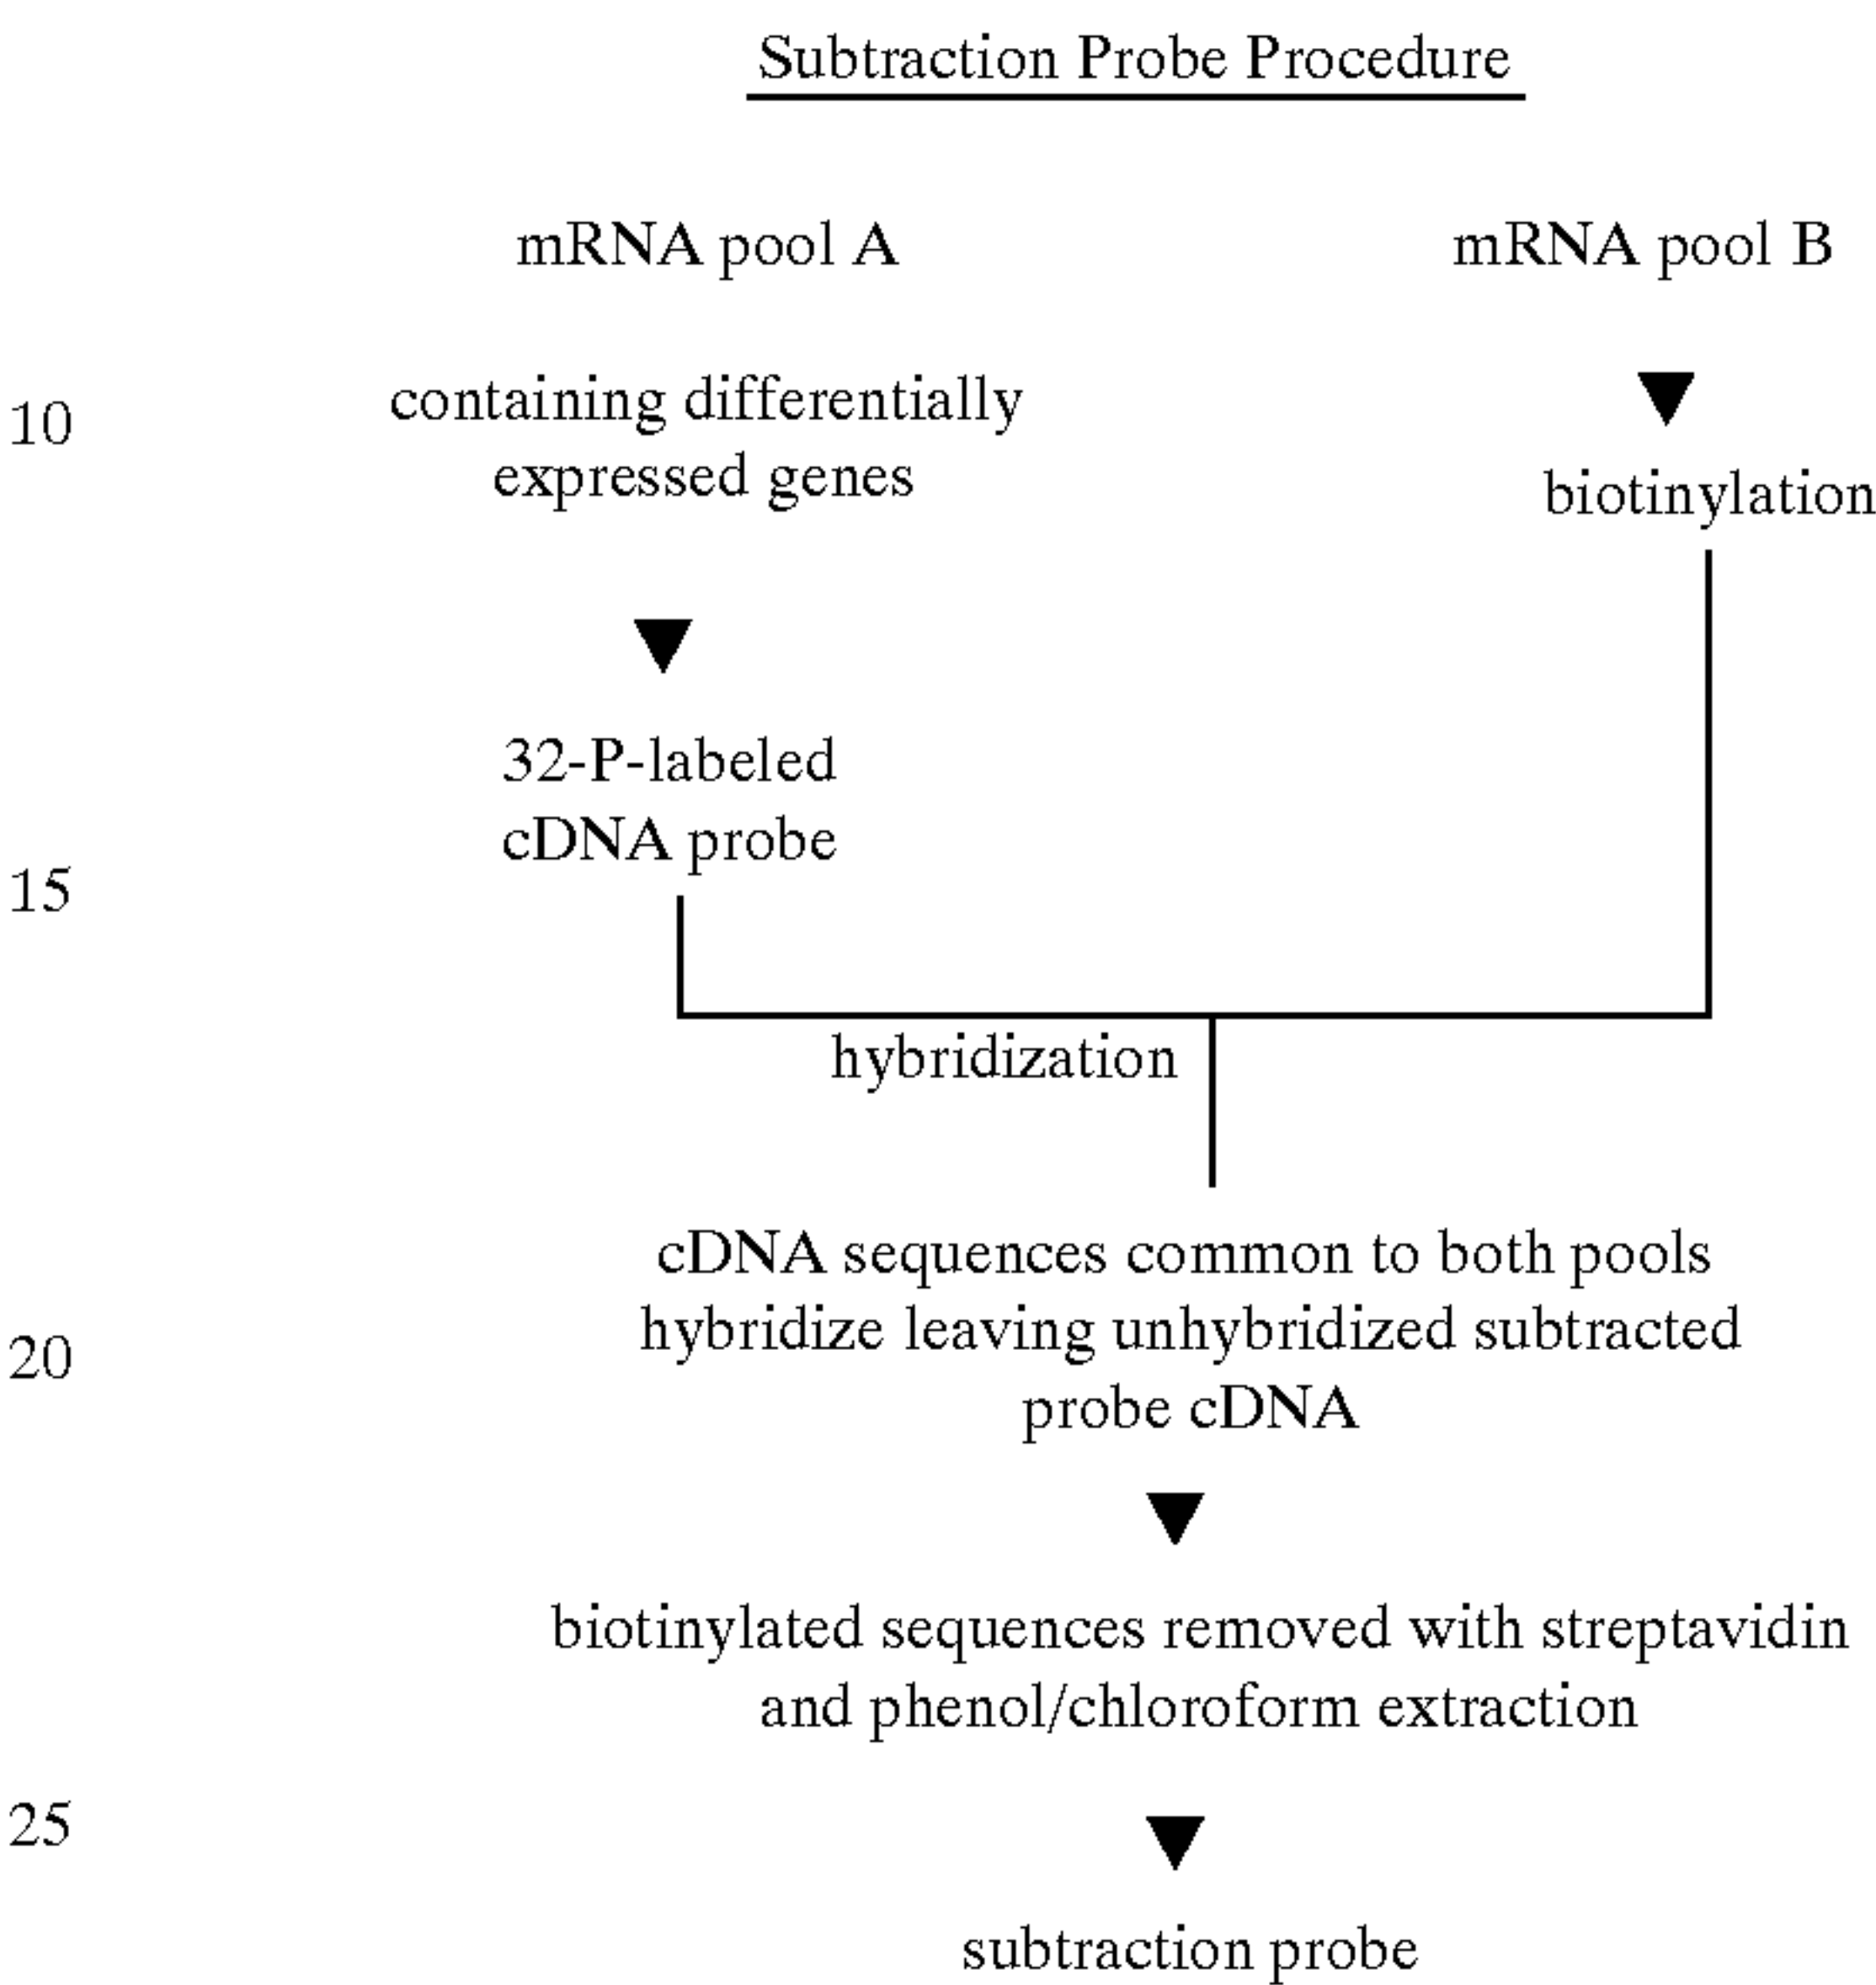 Subtraction Probe Procedure
mRNA pool A
mRNA pool B
containing differentially
10
expressed genes
biotinylation
32-P-labeled
cDNA probe
15
hybridization
cDNA sequences common to both pools
hybridize leaving unhybridized subtracted
20
probe cDNA
biotinylated sequences removed with streptavidin
and phenol/chloroform extraction
25
subtraction probe